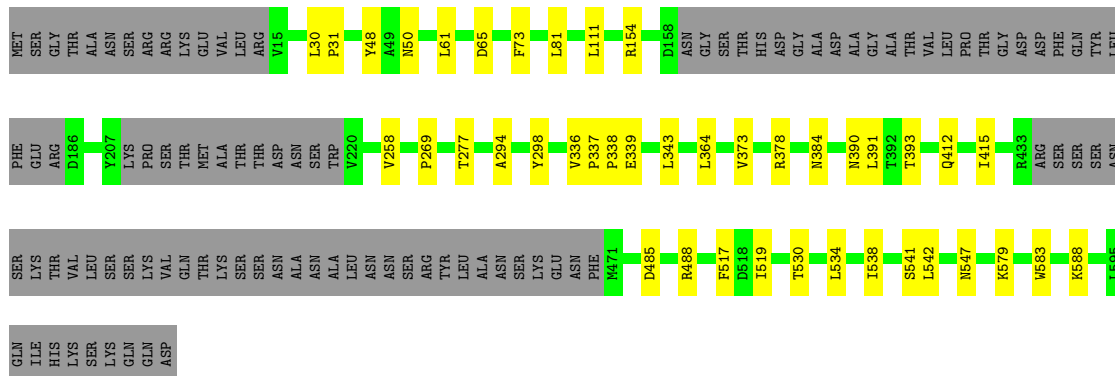 MET SER GLY THR ALA ASN SER ARG ARG LYS GLU VAL LEU ARG V15 L30 P31 Y48 A49 N50 L61 D65 F73 L81 L111 R154 D158 ASN GLY SER THR HIS ASP GLY ALA ASP ALA GLY ALA THR VAL LEU PRO THR GLY ASP ASP PHE GLN TYR LEU
PHE GLU ARG D186 Y207 LYS PRO SER THR MET ALA THR THR ASP ASN SER TRP V220 V258 P269 T277 A294 Y298 V336 P337 P338 E339 L343 L364 V373 R378 N384 N390 L391 T392 T393 Q412 I415 R433 ARG SER SER SER ASN
SER LYS THR VAL LEU SER SER LYS VAL GLN THR LYS SER SER ASN ALA ASN ALA LEU ASN ASN SER ARG TYR LEU ALA ASN SER LYS GLU ASN PHE M471 D485 R488 F517 D518 I519 T530 L534 I538 S541 L542 N547 K579 W583 K588
GLN ILE HIS LYS SER LYS GLN GLN ASP